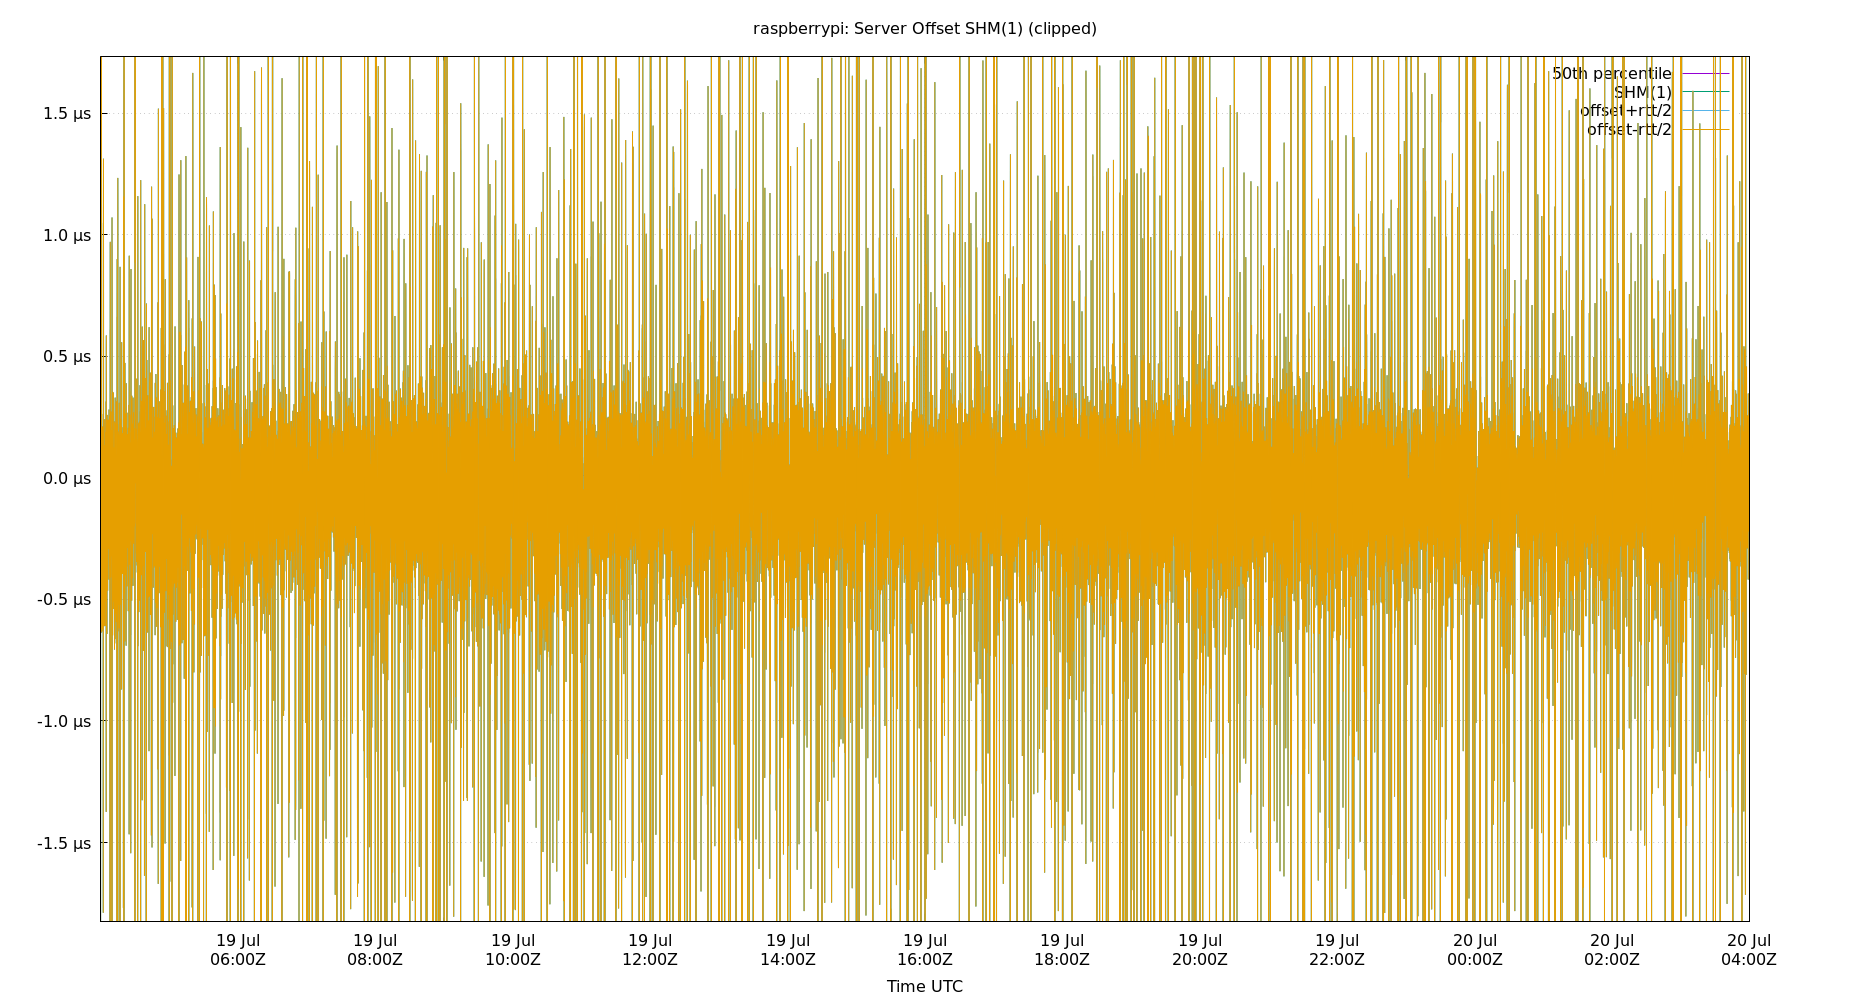 raspberrypi: Server Offset SHM(1) (clipped)
50th percentile
SHM(1)
offset+rtt/2
offset-rtt/2
1.5 µs
1.0 µs
0.5 µs
0.0 µs
-0.5 µs
-1.0 µs
-1.5 µs
19 Jul 19 Jul 19 Jul 19 Jul 19 Jul 19 Jul 19 Jul 19 Jul 19 Jul 20 Jul 20 Jul 20 Jul
06:00Z 08:00Z 10:00Z 12:00Z 14:00Z 16:00Z 18:00Z 20:00Z 22:00Z 00:00Z 02:00Z 04:00Z
Time UTC